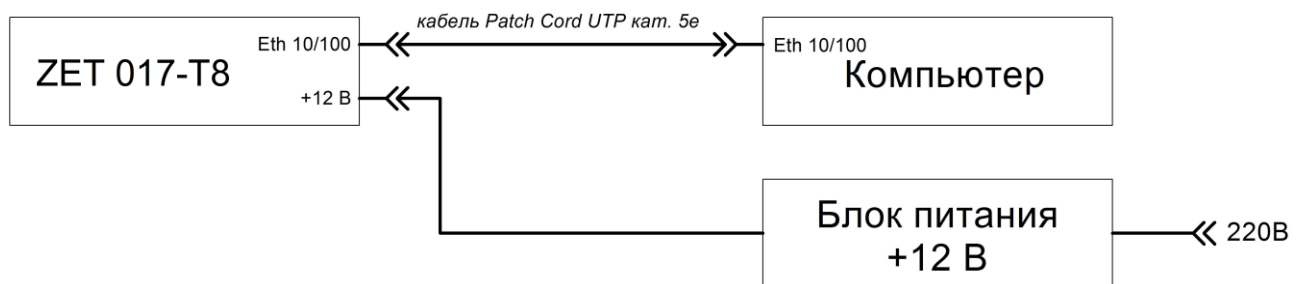 кабель Patch Cord UTP кат. 5е
Eth 10/100
Eth 10/100
ZET 017-T8
Компьютер
+12 В
Блок питания
+12 В
220В